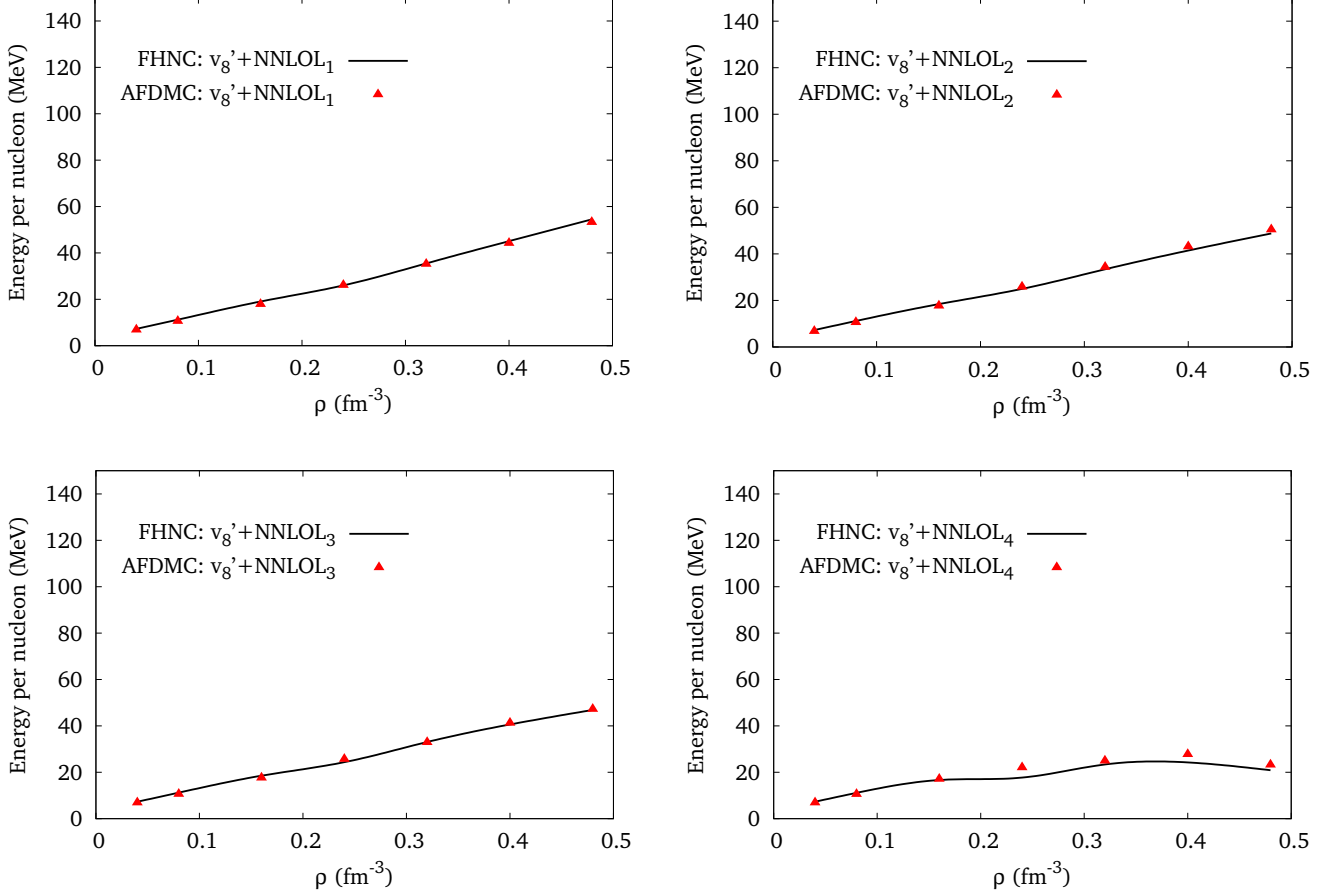 Energy per nucleon (MeV)
140
120
100
80
60
40
20
0
FHNC: v8'+NNLOL1
AFDMC: v8'+NNLOL1
0 0.1 0.2 0.3 0.4 0.5
ρ (fm-3)
Energy per nucleon (MeV)
140
120
100
80
60
40
20
0
FHNC: v8'+NNLOL2
AFDMC: v8'+NNLOL2
0 0.1 0.2 0.3 0.4 0.5
ρ (fm-3)
Energy per nucleon (MeV)
140
120
100
80
60
40
20
0
FHNC: v8'+NNLOL3
AFDMC: v8'+NNLOL3
0 0.1 0.2 0.3 0.4 0.5
ρ (fm-3)
Energy per nucleon (MeV)
140
120
100
80
60
40
20
0
FHNC: v8'+NNLOL4
AFDMC: v8'+NNLOL4
0 0.1 0.2 0.3 0.4 0.5
ρ (fm-3)